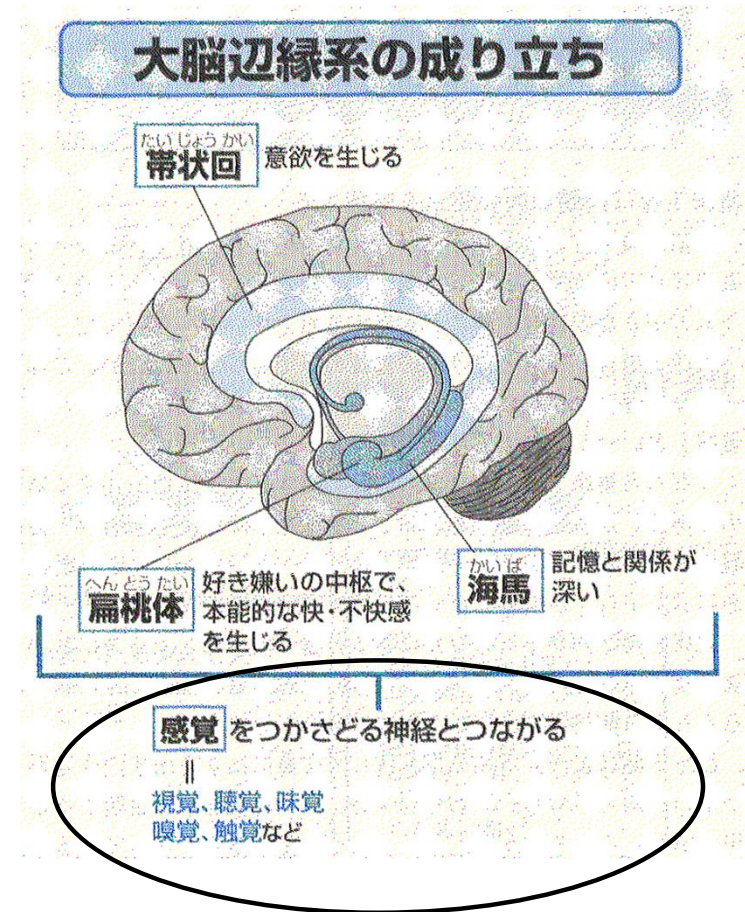 大脳辺縁系の成り立ち
たいじょうかい
帯状回 意欲を生じる
へんとうたい
扁桃体 好き嫌いの中枢で、
本能的な快・不快感
を生じる
かいば
海馬 記憶と関係が
深い
感覚をつかさどる神経とつながる
||
視覚、聴覚、味覚
嗅覚、触覚など